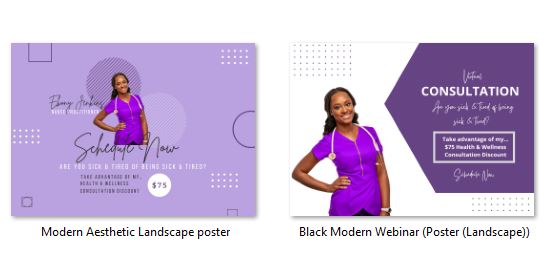 Ebony Jenkins
NURSE PRACTITIONER
Schedule Now
ARE YOU SICK & TIRED OF BEING SICK & TIRED?
TAKE ADVANTAGE OF MY...
HEALTH & WELLNESS
CONSULTATION DISCOUNT
$75
Modern Aesthetic Landscape poster
Virtual
CONSULTATION
Are you sick & tired of being
sick & tired?
Take advantage of my...
$75 Health & Wellness
Consultation Discount
Schedule Now
Black Modern Webinar (Poster (Landscape))